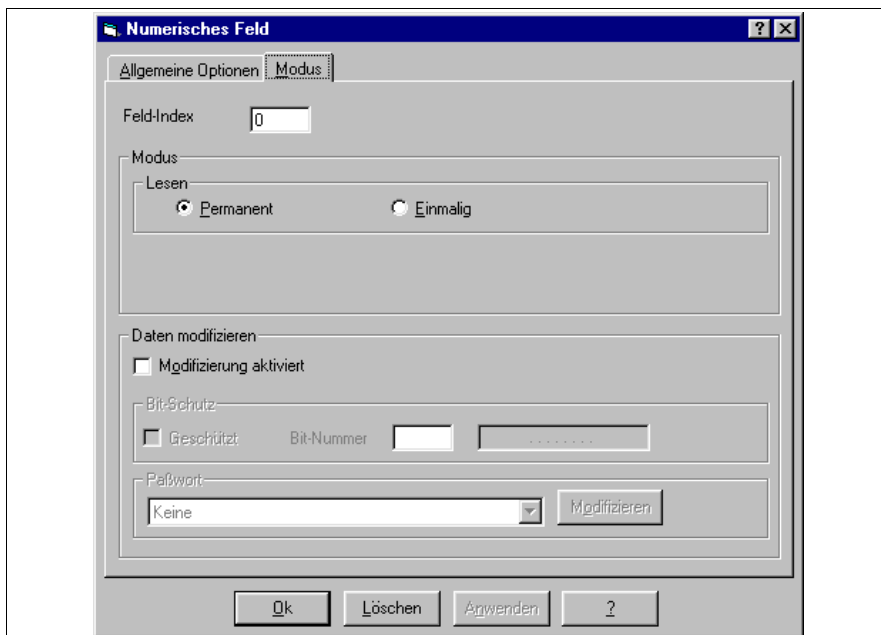 Numerisches Feld
Allgemeine Optionen Modus
Feld-Index 0
Modus
Lesen
Permanent Einmalig
Daten modifizieren
Modifizierung aktiviert
Bit-Schutz
Geschützt Bit-Nummer ........
Paßwort
Keine Modifizieren
Ok Löschen Anwenden ?